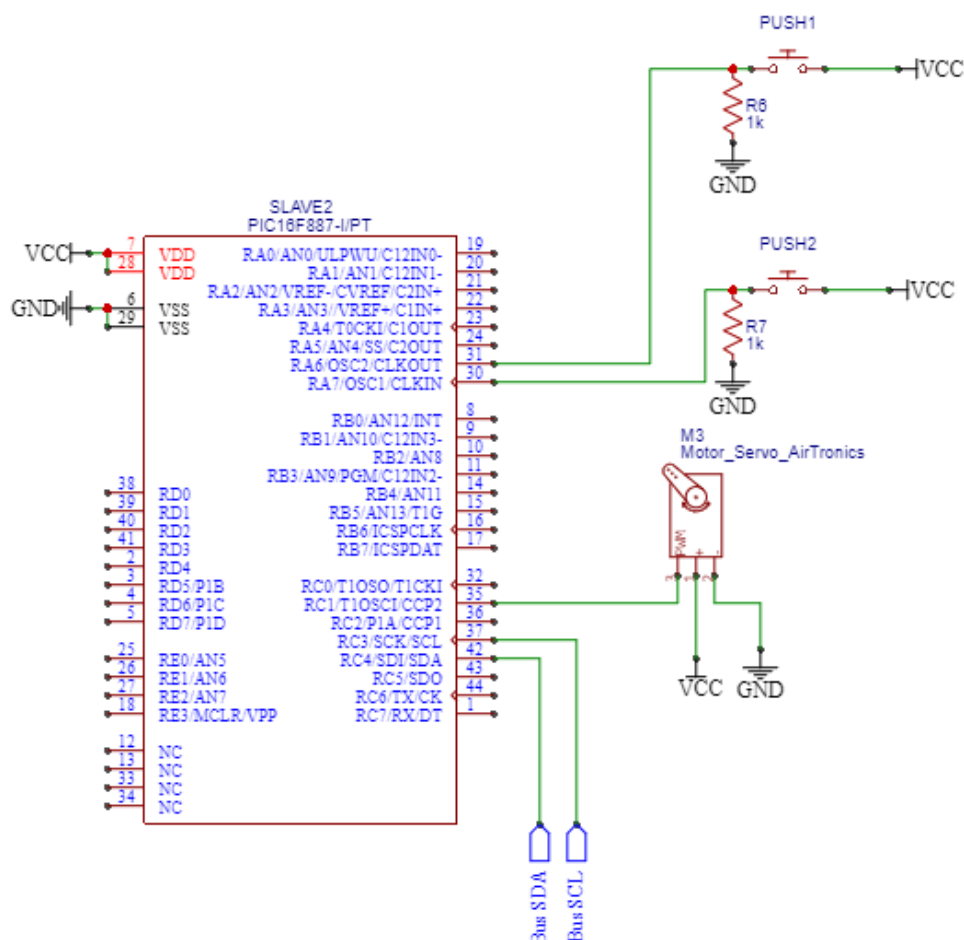 PUSH1
VCC
R6
1k
GND
SLAVE2
PIC16F887-I/PT
PUSH2
VCC
R7
1k
GND
VCC
7 VDD
28 VDD
GND
6 VSS
29 VSS
RA0/AN0/ULPWU/C12IN0- 19
RA1/AN1/C12IN1- 20
RA2/AN2/VREF-/CVREF/C2IN+ 21
RA3/AN3//VREF+/C1IN+ 22
RA4/T0CKI/C1OUT 23
RA5/AN4/SS/C2OUT 24
RA6/OSC2/CLKOUT 31
RA7/OSC1/CLKIN 30
RB0/AN12/INT 8
RB1/AN10/C12IN3- 9
RB2/AN8 10
RB3/AN9/PGM/C12IN2- 11
RB4/AN11 14
RB5/AN13/T1G 15
RB6/ICSPCLK 16
RB7/ICSPDAT 17
38 RD0
39 RD1
40 RD2
41 RD3
2 RD4
3 RD5/P1B
4 RD6/P1C
5 RD7/P1D
RC0/T1OSO/T1CKI 32
RC1/T1OSCI/CCP2 35
RC2/P1A/CCP1 36
RC3/SCK/SCL 37
RC4/SDI/SDA 42
RC5/SDO 43
RC6/TX/CK 44
RC7/RX/DT 1
25 RE0/AN5
26 RE1/AN6
27 RE2/AN7
18 RE3/MCLR/VPP
12 NC
13 NC
33 NC
34 NC
M3
Motor_Servo_AirTronics
PWM
+
-
3
1
2
VCC
GND
Bus SDA
Bus SCL